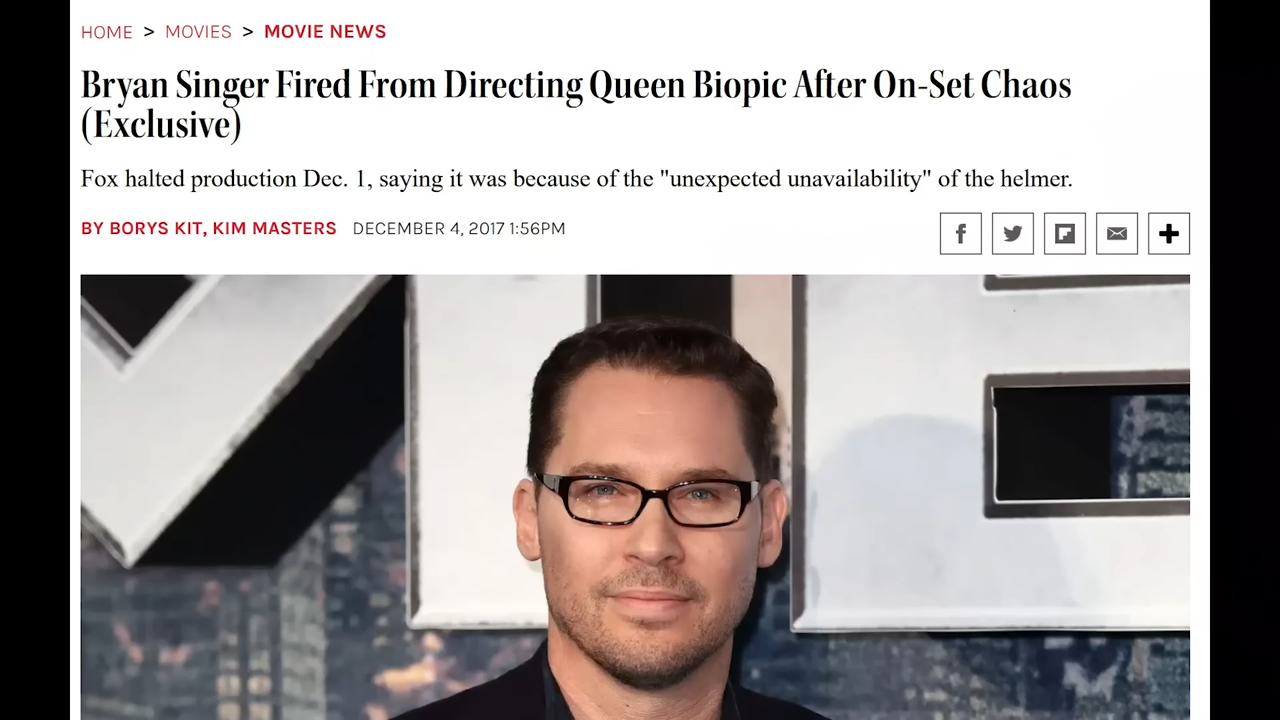 HOME > MOVIES > MOVIE NEWS
Bryan Singer Fired From Directing Queen Biopic After On-Set Chaos
(Exclusive)
Fox halted production Dec. 1, saying it was because of the "unexpected unavailability" of the helmer.
BY BORYS KIT, KIM MASTERS DECEMBER 4, 2017 1:56PM